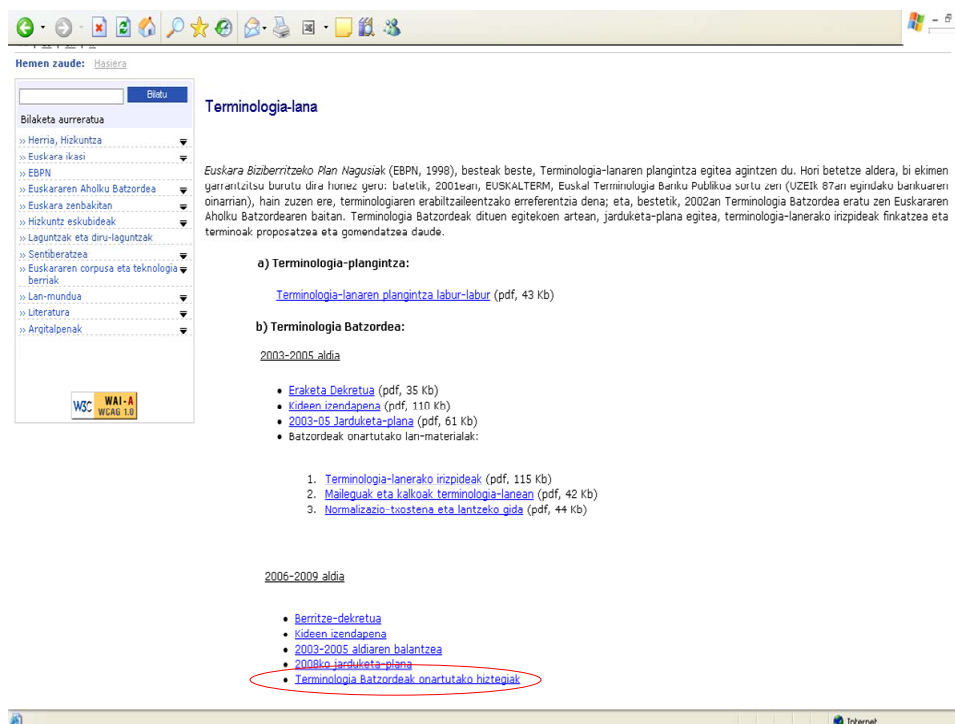 Hemen zaude: Hasiera
Bilatu
Bilaketa aurreratua
» Herria, Hizkuntza
» Euskara ikasi
» EBPN
» Euskararen Aholku Batzordea
» Euskara zenbakitan
» Hizkuntz eskubideak
» Laguntzak eta diru-laguntzak
» Sentiberatzea
» Euskararen corpusa eta teknologia
berriak
» Lan-mundua
» Literatura
» Argitalpenak
W3C WAI-A
WCAG 1.0
Terminologia-lana
Euskara Biziberritzeko Plan Nagusiak (EBPN, 1998), besteak beste, Terminologia-lanaren plangintza egitea agintzen du. Hori betetze aldera, bi ekimen
garrantzitsu burutu dira honez gero: batetik, 2001ean, EUSKALTERM, Euskal Terminologia Banku Publikoa sortu zen (UZEIk 87an egindako bankuaren
oinarrian), hain zuzen ere, terminologiaren erabiltzaileentzako erreferentzia dena; eta, bestetik, 2002an Terminologia Batzordea eratu zen Euskararen
Aholku Batzordearen baitan. Terminologia Batzordeak dituen egitekoen artean, jarduketa-plana egitea, terminologia-lanerako irizpideak finkatzea eta
terminoak proposatzea eta gomendatzea daude.
a) Terminologia-plangintza:
Terminologia-lanaren plangintza labur-labur (pdf, 43 Kb)
b) Terminologia Batzordea:
2003-2005 aldia
• Eraketa Dekretua (pdf, 35 Kb)
• Kideen izendapena (pdf, 110 Kb)
• 2003-05 Jarduketa-plana (pdf, 61 Kb)
• Batzordeak onartutako lan-materialak:
1. Terminologia-lanerako irizpideak (pdf, 115 Kb)
2. Maileguak eta kalkoak terminologia-lanean (pdf, 42 Kb)
3. Normalizazio-txostena eta lantzeko gida (pdf, 44 Kb)
2006-2009 aldia
• Berritze-dekretua
• Kideen izendapena
• 2003-2005 aldiaren balantzea
• 2008ko jarduketa-plana
• Terminologia Batzordeak onartutako hiztegiak
Internet